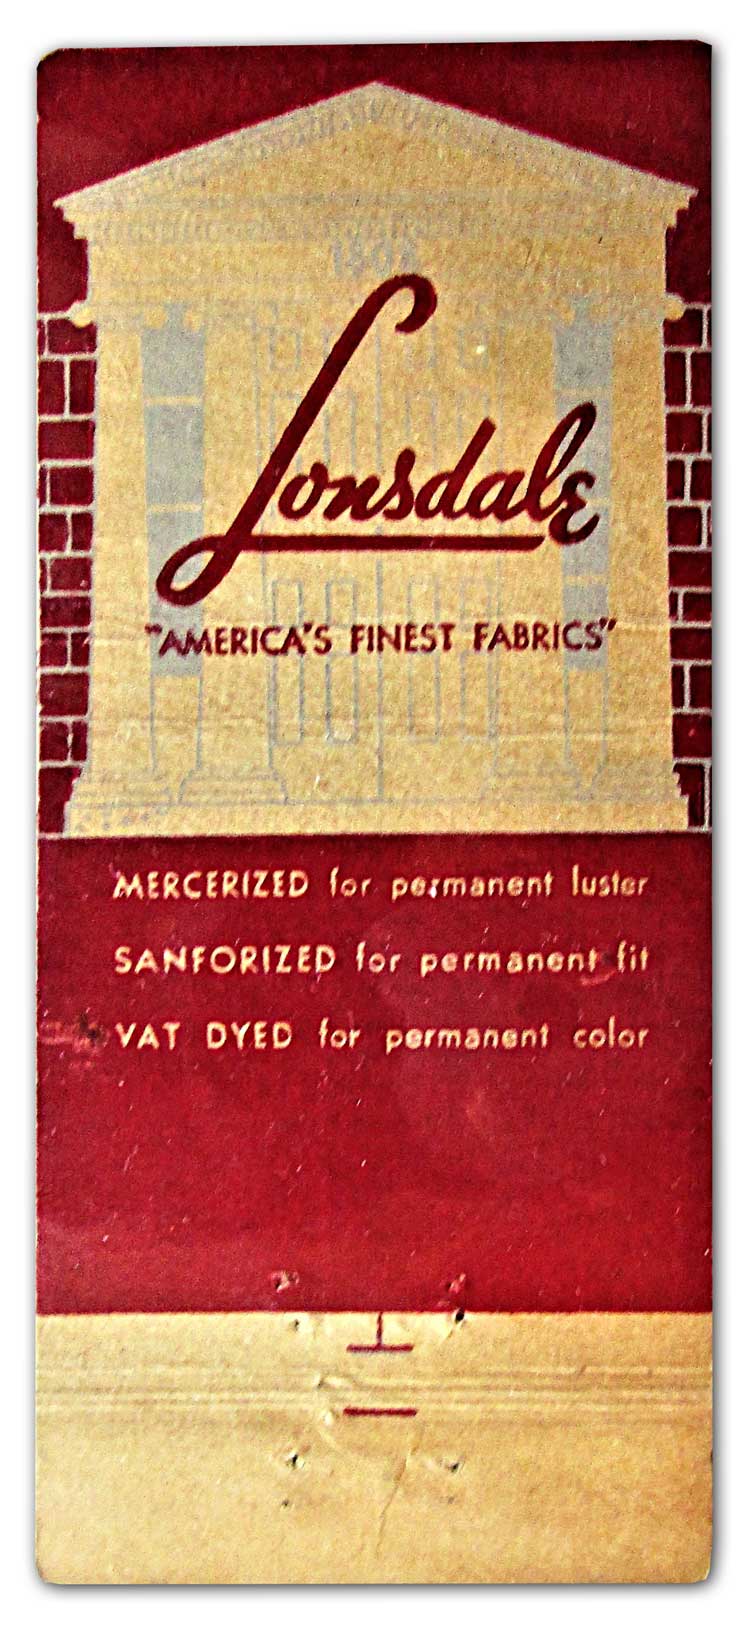 Lonsdale
"AMERICA'S FINEST FABRICS"
MERCERIZED for permanent luster
SANFORIZED for permanent fit
VAT DYED for permanent color